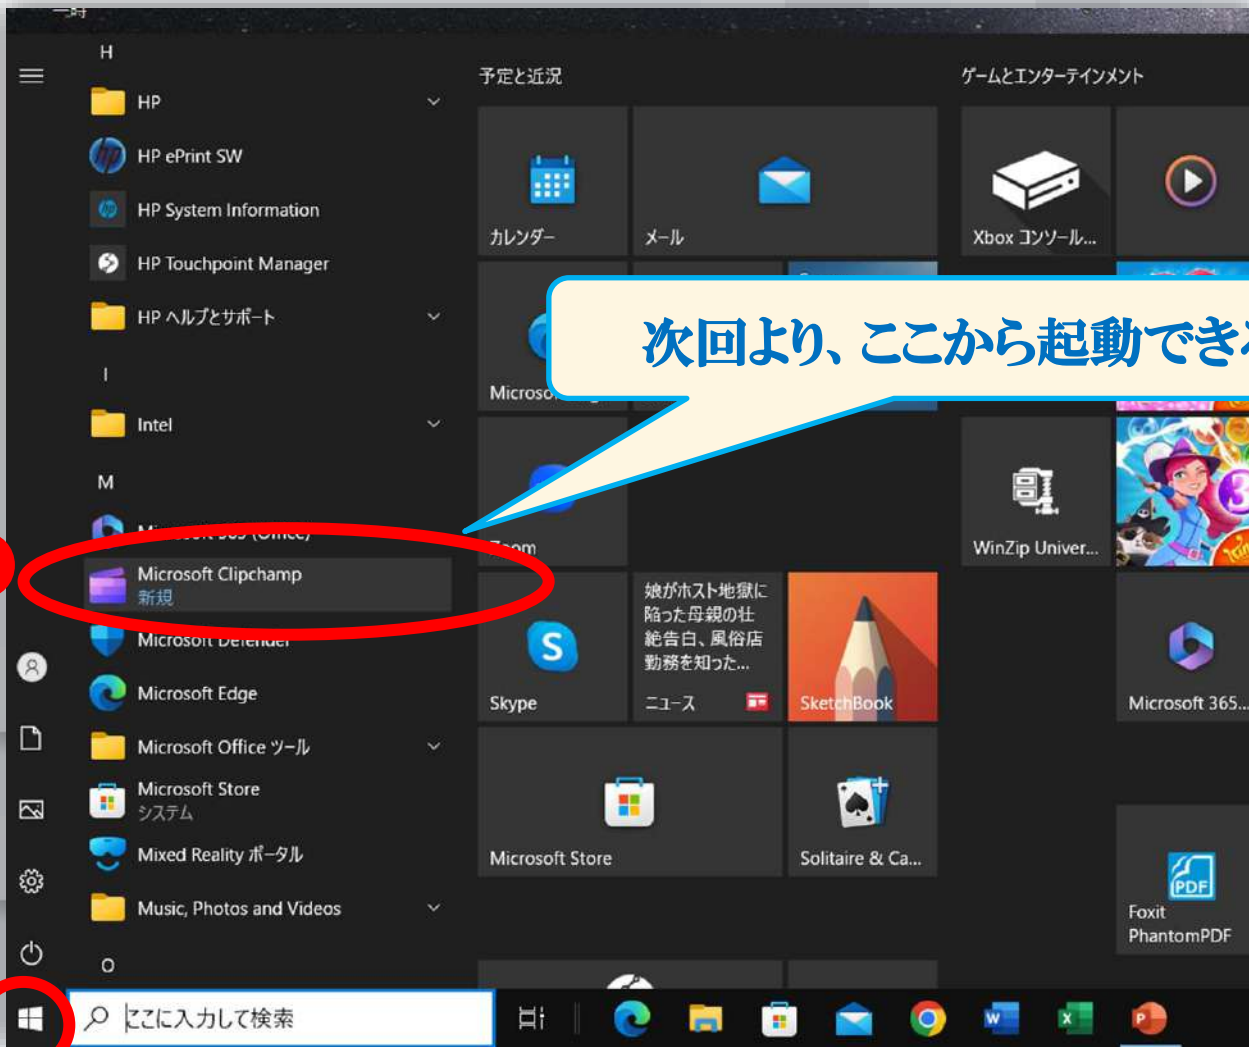 H
HP
HP ePrint SW
HP System Information
HP Touchpoint Manager
HP ヘルプとサポート
I
Intel
M
Microsoft Clipchamp
新規
Microsoft Defender
Microsoft Edge
Microsoft Office ツール
Microsoft Store
システム
Mixed Reality ポータル
Music, Photos and Videos
O
ここに入力して検索
予定と近況
カレンダー
メール
Zoom
Skype
娘がホスト地獄に
陥った母親の壮
絶告白、風俗店
勤務を知った...
ニュース
SketchBook
Microsoft Store
Solitaire & Ca...
ゲームとエンターテインメント
Xbox コンソール...
WinZip Univer...
Microsoft 365...
PDF
Foxit
PhantomPDF
次回より、ここから起動でき